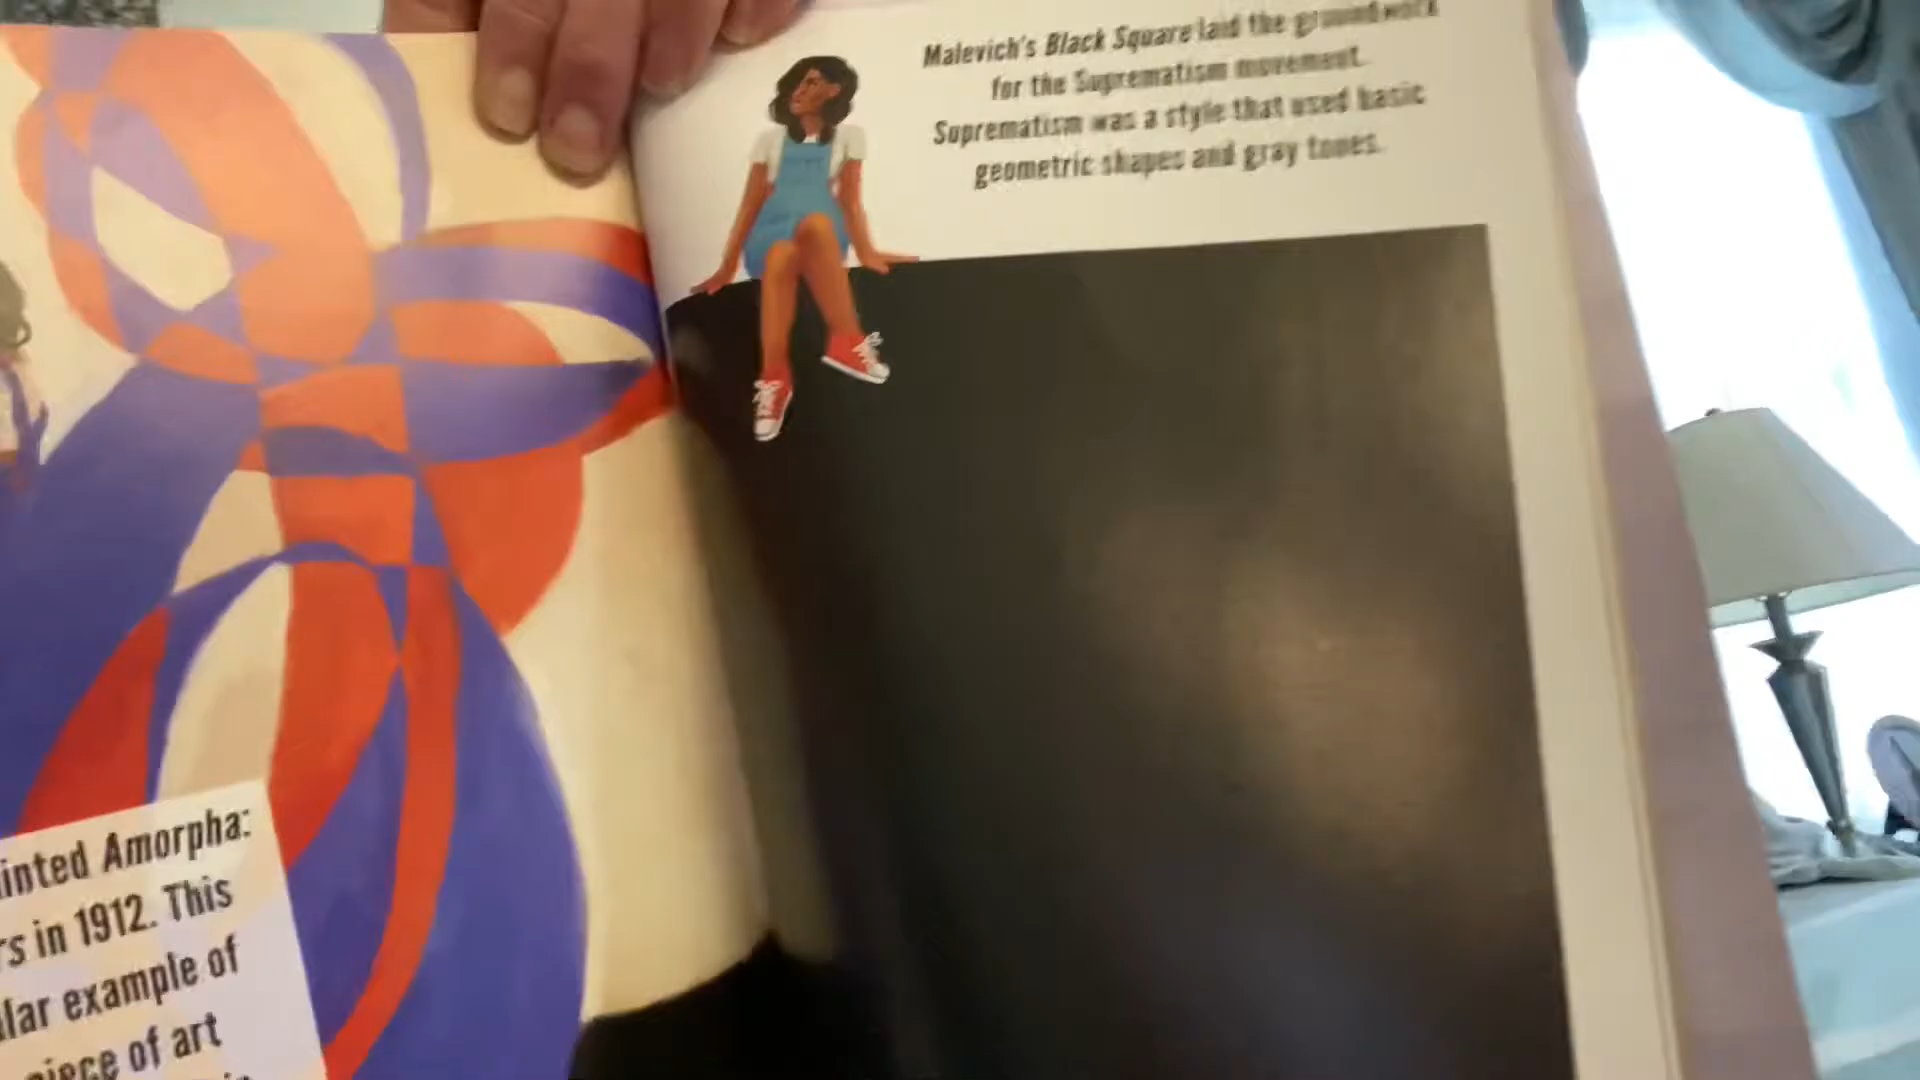 inted Amorpha:
rs in 1912. This
lar example of
piece of art
Malevich's Black Square laid the groundwork
for the Suprematism movement.
Suprematism was a style that used basic
geometric shapes and gray tones.